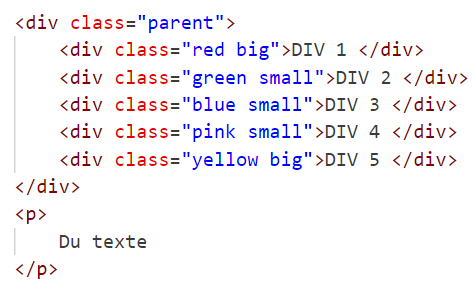 <div class="parent">
    <div class="red big">DIV 1 </div>
    <div class="green small">DIV 2 </div>
    <div class="blue small">DIV 3 </div>
    <div class="pink small">DIV 4 </div>
    <div class="yellow big">DIV 5 </div>
</div>
<p>
    Du texte
</p>